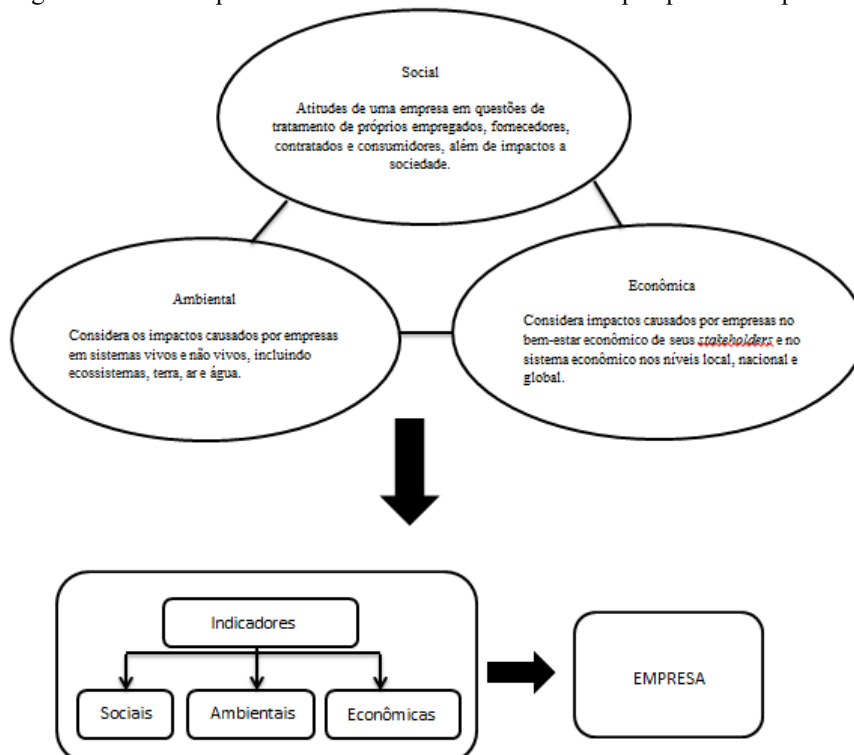 Social
Atitudes de uma empresa em questões de
tratamento de próprios empregados, fornecedores,
contratados e consumidores, além de impactos a
sociedade.
Ambiental
Considera os impactos causados por empresas
em sistemas vivos e não vivos, incluindo
ecossistemas, terra, ar e água.
Econômica
Considera impactos causados por empresas no
bem-estar econômico de seus stakeholders e no
sistema econômico nos níveis local, nacional e
global.
Indicadores
Sociais
Ambientais
Econômicas
EMPRESA